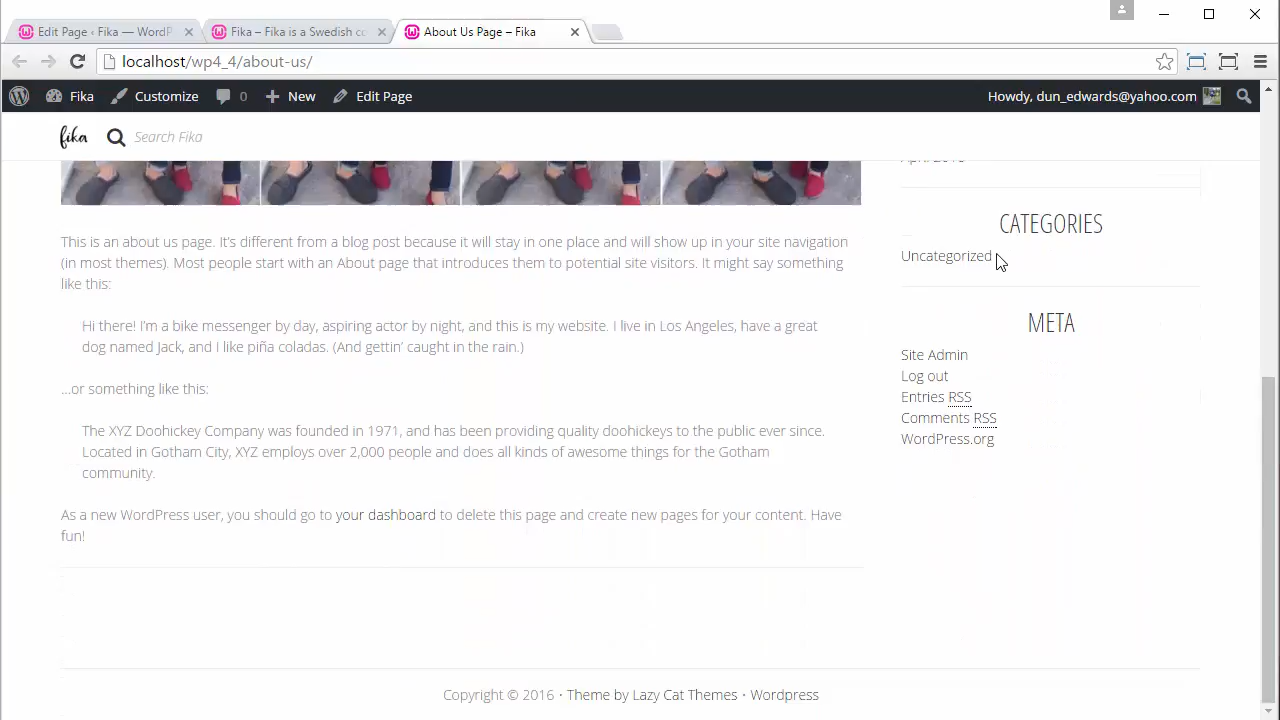 Edit Page ‹ Fika — WordP
Fika – Fika is a Swedish co
About Us Page – Fika
localhost/wp4_4/about-us/
Fika
Customize
0
New
Edit Page
Howdy, dun_edwards@yahoo.com
fika
Search Fika
This is an about us page. It’s different from a blog post because it will stay in one place and will show up in your site navigation
(in most themes). Most people start with an About page that introduces them to potential site visitors. It might say something
like this:
Hi there! I’m a bike messenger by day, aspiring actor by night, and this is my website. I live in Los Angeles, have a great
dog named Jack, and I like piña coladas. (And gettin’ caught in the rain.)
…or something like this:
The XYZ Doohickey Company was founded in 1971, and has been providing quality doohickeys to the public ever since.
Located in Gotham City, XYZ employs over 2,000 people and does all kinds of awesome things for the Gotham
community.
As a new WordPress user, you should go to your dashboard to delete this page and create new pages for your content. Have
fun!
CATEGORIES
Uncategorized
META
Site Admin
Log out
Entries RSS
Comments RSS
WordPress.org
Copyright © 2016 · Theme by Lazy Cat Themes · Wordpress